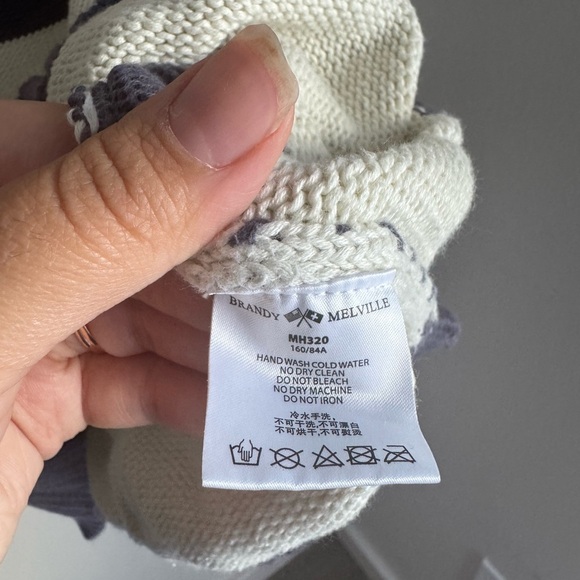 BRANDY MELVILLE
MH320
160/84A
HAND WASH COLD WATER
NO DRY CLEAN
DO NOT BLEACH
NO DRY MACHINE
DO NOT IRON
冷水手洗,
不可干洗,不可漂白
不可烘干,不可熨烫